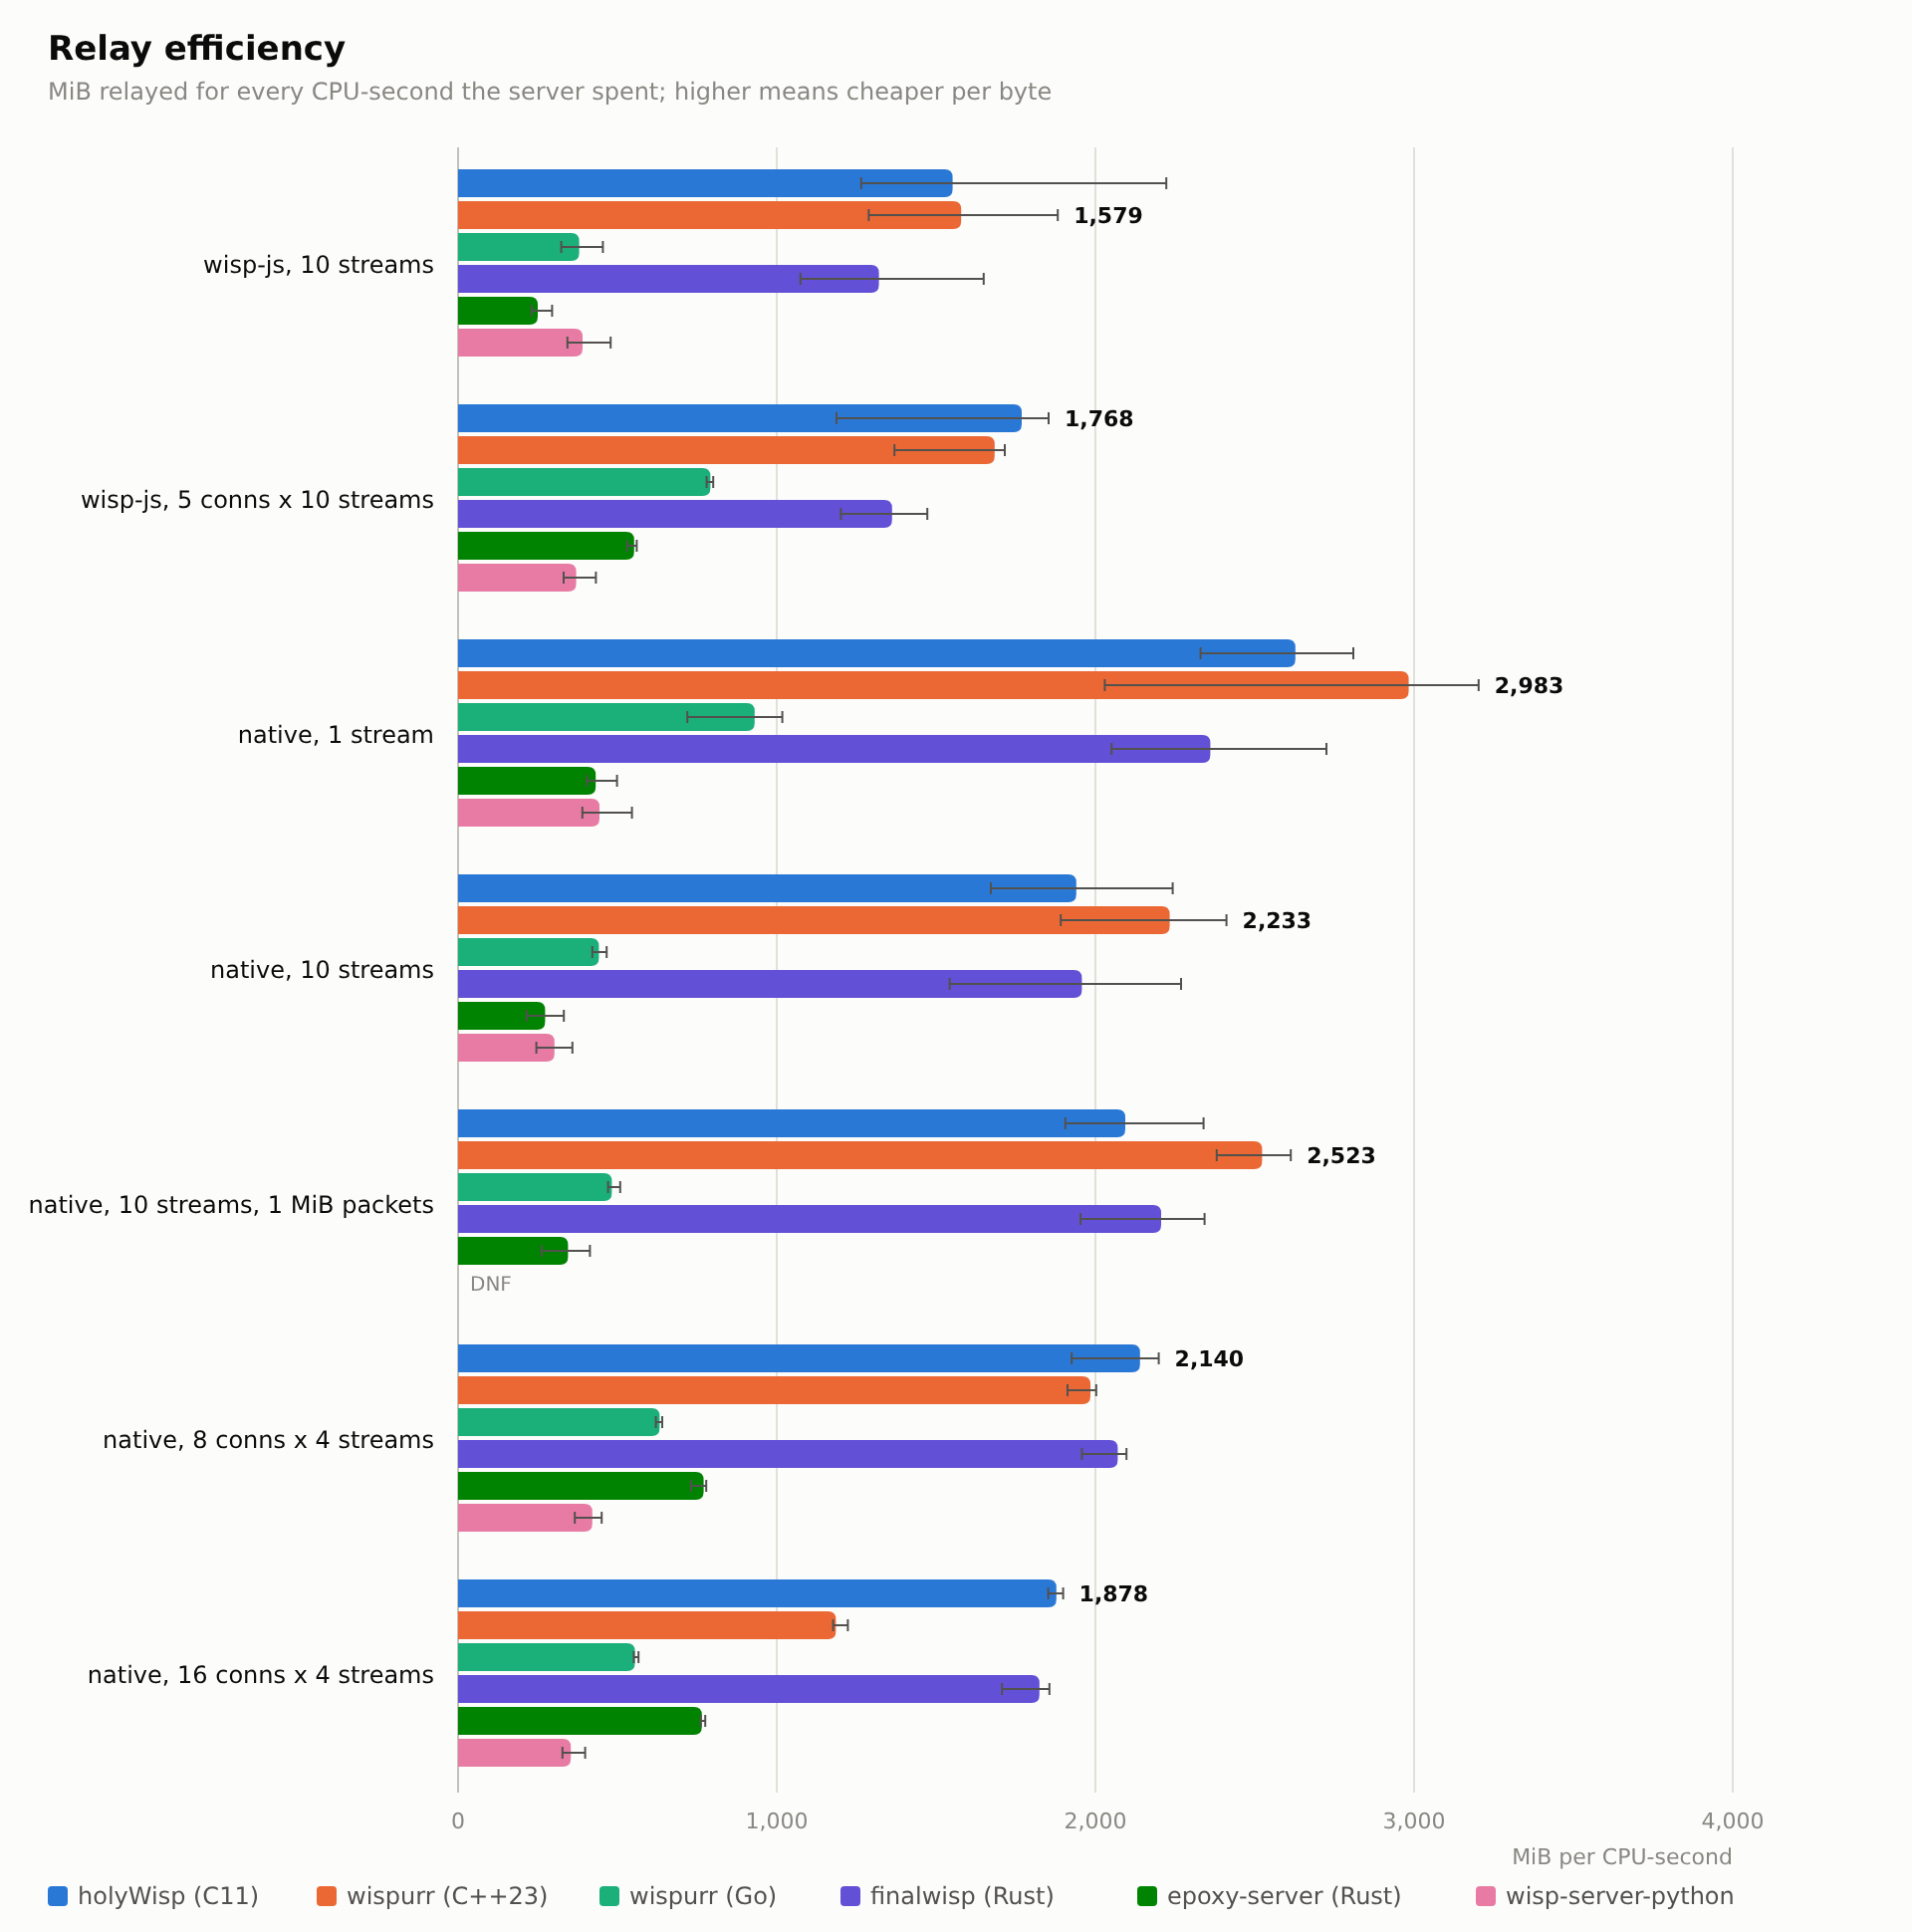 Relay efficiency
MiB relayed for every CPU-second the server spent; higher means cheaper per byte
1,579
wisp-js, 10 streams
1,768
wisp-js, 5 conns x 10 streams
2,983
native, 1 stream
2,233
native, 10 streams
2,523
native, 10 streams, 1 MiB packets
DNF
2,140
native, 8 conns x 4 streams
1,878
native, 16 conns x 4 streams
0 1,000 2,000 3,000 4,000
MiB per CPU-second
holyWisp (C11) wispurr (C++23) wispurr (Go) finalwisp (Rust) epoxy-server (Rust) wisp-server-python